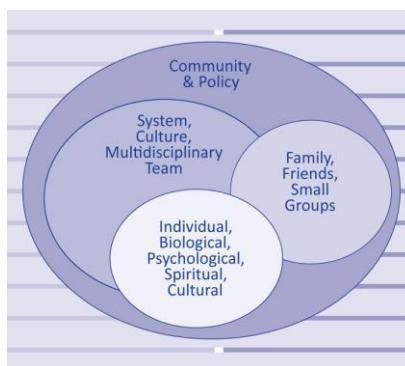 Community
& Policy
System,
Culture,
Multidisciplinary
Team
Family,
Friends,
Small
Groups
Individual,
Biological,
Psychological,
Spiritual,
Cultural